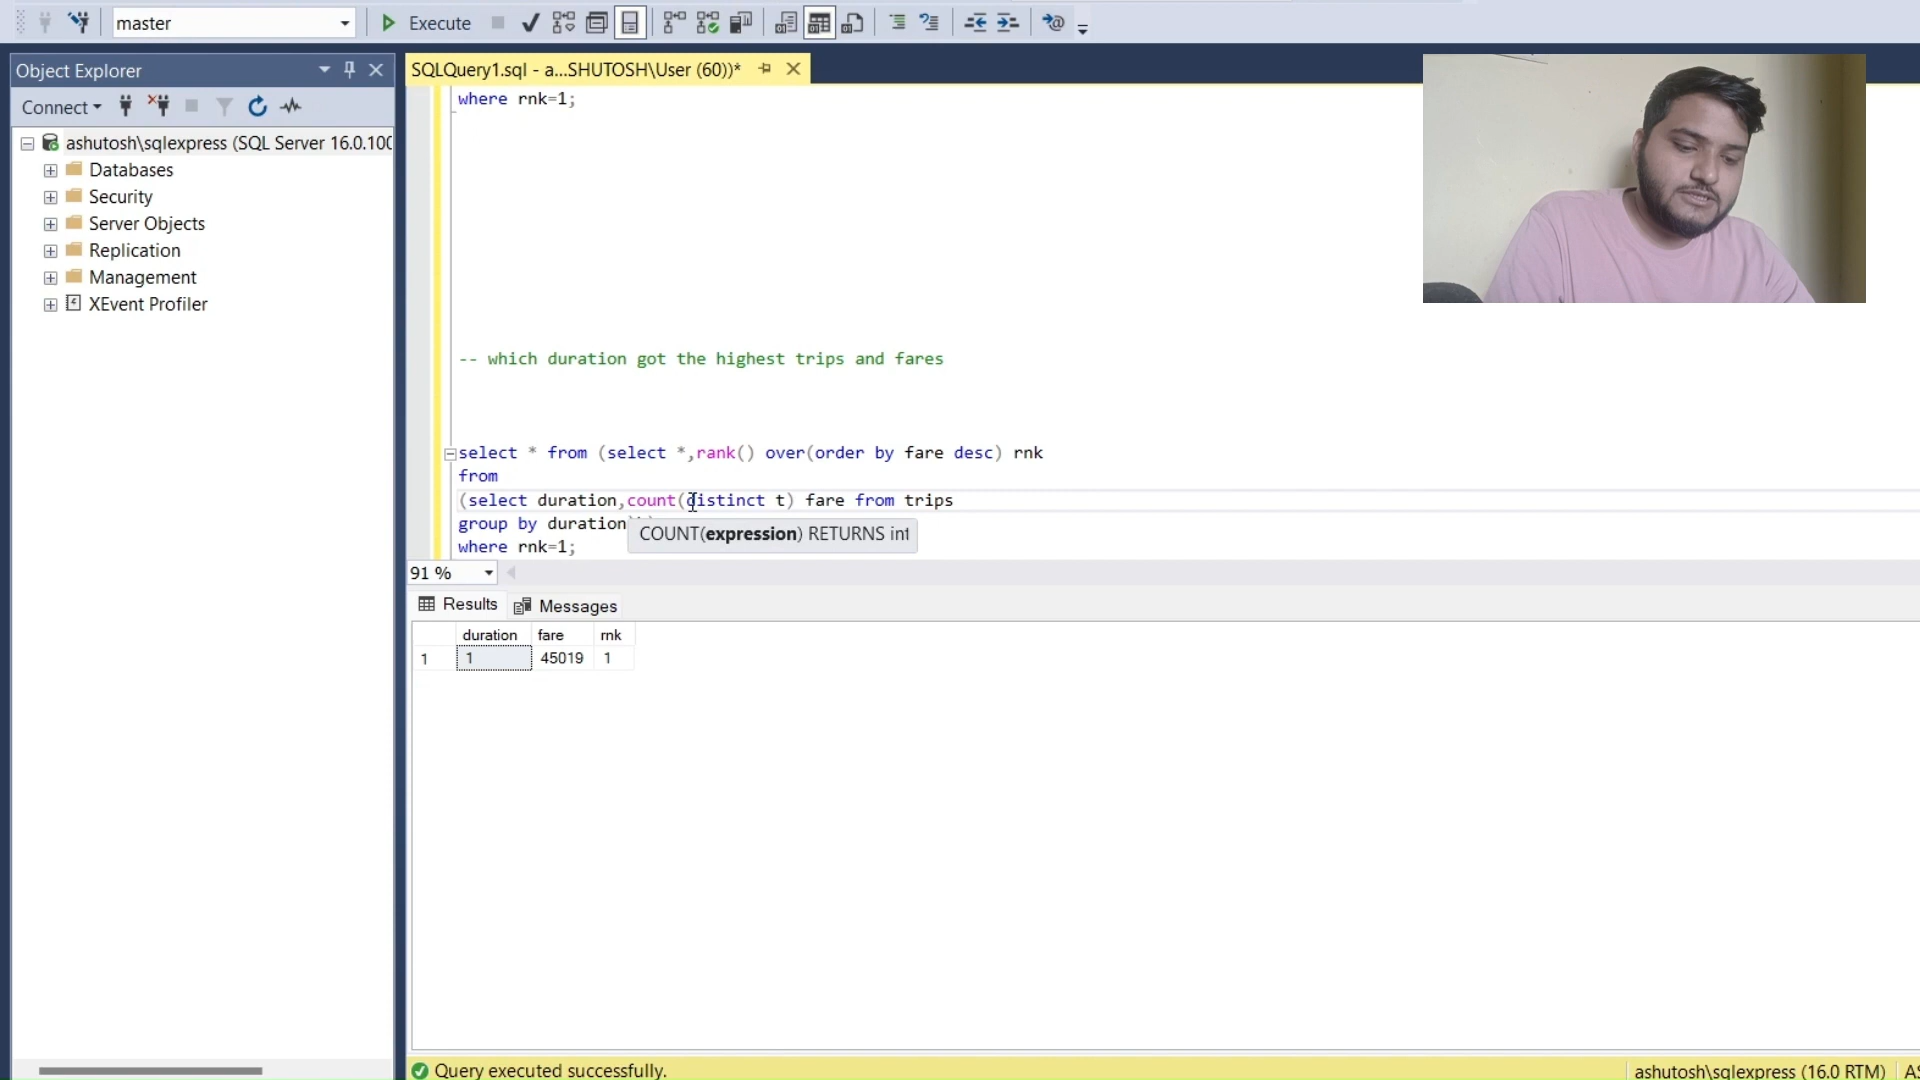 master
Execute
Object Explorer
SQLQuery1.sql - a...SHUTOSH\User (60))*
Connect
ashutosh\sqlexpress (SQL Server 16.0.100
Databases
Security
Server Objects
Replication
Management
XEvent Profiler
where rnk=1;
-- which duration got the highest trips and fares
select * from (select *,rank() over(order by fare desc) rnk
from
(select duration,count(distinct t) fare from trips
group by duration
COUNT(expression) RETURNS int
where rnk=1;
91 %
Results
Messages
duration fare rnk
1 1 45019 1
Query executed successfully.
ashutosh\sqlexpress (16.0 RTM)